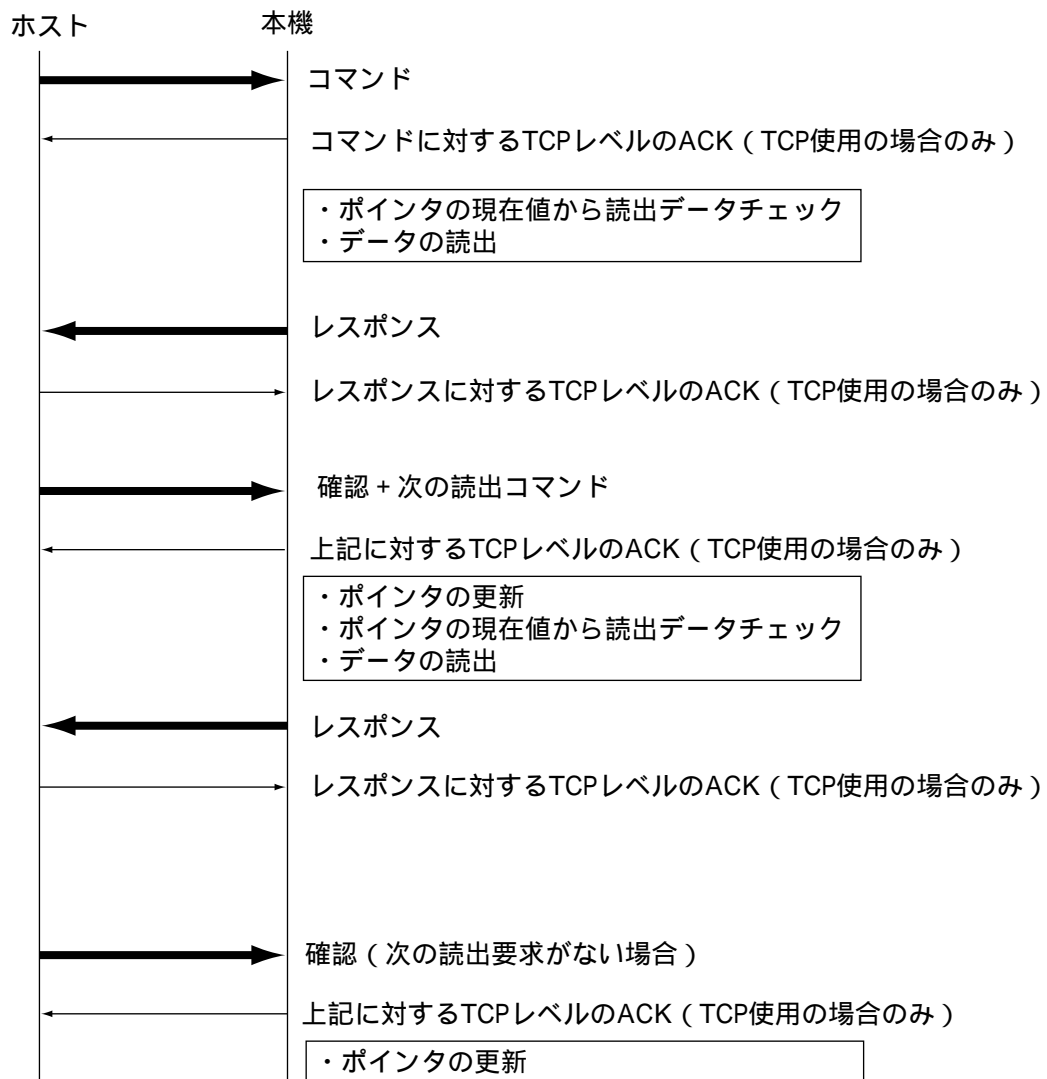 ホスト 本機
コマンド
コマンドに対するTCPレベルのACK（TCP使用の場合のみ）
・ポインタの現在値から読出データチェック
・データの読出
レスポンス
レスポンスに対するTCPレベルのACK（TCP使用の場合のみ）
確認 + 次の読出コマンド
上記に対するTCPレベルのACK（TCP使用の場合のみ）
・ポインタの更新
・ポインタの現在値から読出データチェック
・データの読出
レスポンス
レスポンスに対するTCPレベルのACK（TCP使用の場合のみ）
確認（次の読出要求がない場合）
上記に対するTCPレベルのACK（TCP使用の場合のみ）
・ポインタの更新